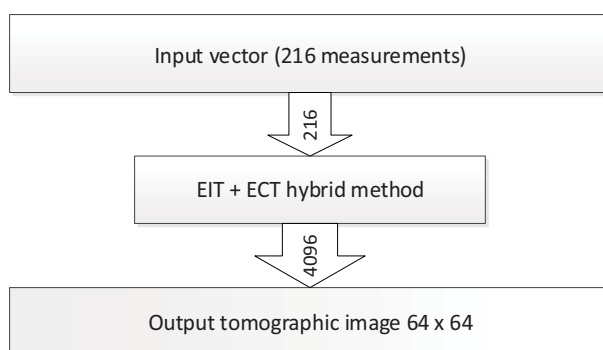 Input vector (216 measurements)
216
EIT + ECT hybrid method
4096
Output tomographic image 64 x 64